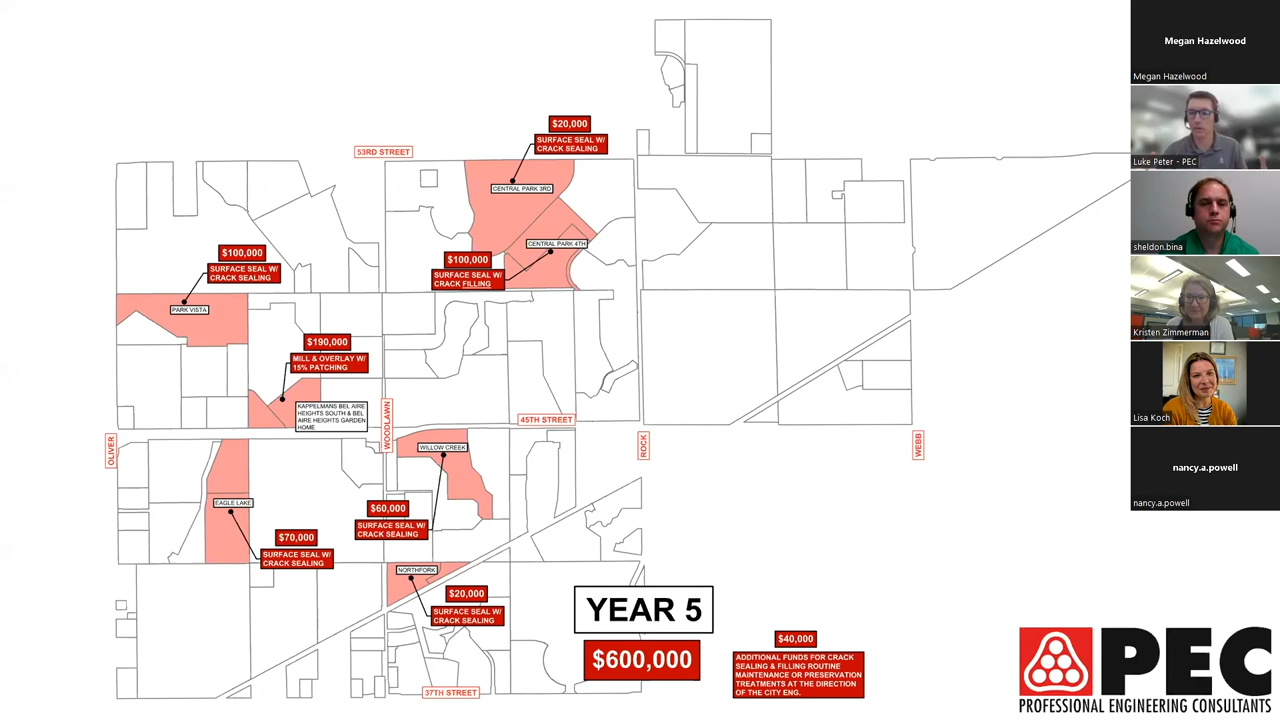 53RD STREET
$20,000
SURFACE SEAL W/
CRACK SEALING
CENTRAL PARK 3RD
CENTRAL PARK 4TH
$100,000
SURFACE SEAL W/
CRACK FILLING
$100,000
SURFACE SEAL W/
CRACK SEALING
PARK VISTA
$190,000
MILL & OVERLAY W/
15% PATCHING
KAPPELMANS BEL AIRE
HEIGHTS SOUTH & BEL
AIRE HEIGHTS GARDEN
HOME
WOODLAWN
45TH STREET
OLIVER
ROCK
WEBB
WILLOW CREEK
EAGLE LAKE
$60,000
SURFACE SEAL W/
CRACK SEALING
$70,000
SURFACE SEAL W/
CRACK SEALING
NORTHFORK
$20,000
SURFACE SEAL W/
CRACK SEALING
37TH STREET
YEAR 5
$600,000
$40,000
ADDITIONAL FUNDS FOR CRACK
SEALING & FILLING ROUTINE
MAINTENANCE OR PRESERVATION
TREATMENTS AT THE DIRECTION
OF THE CITY ENG.
PEC
PROFESSIONAL ENGINEERING CONSULTANTS
Megan Hazelwood
Megan Hazelwood
Luke Peter - PEC
sheldon.bina
Kristen Zimmerman
Lisa Koch
nancy.a.powell
nancy.a.powell